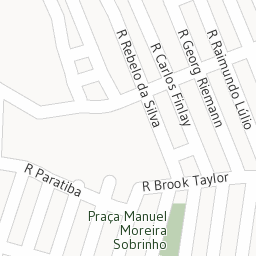 R Rebelo da Silva
R Carlos Finlay
R Georg Riemann
R Raimundo Lúlio
R Paratiba
R Brook Taylor
Praça Manuel
Moreira
Sobrinho